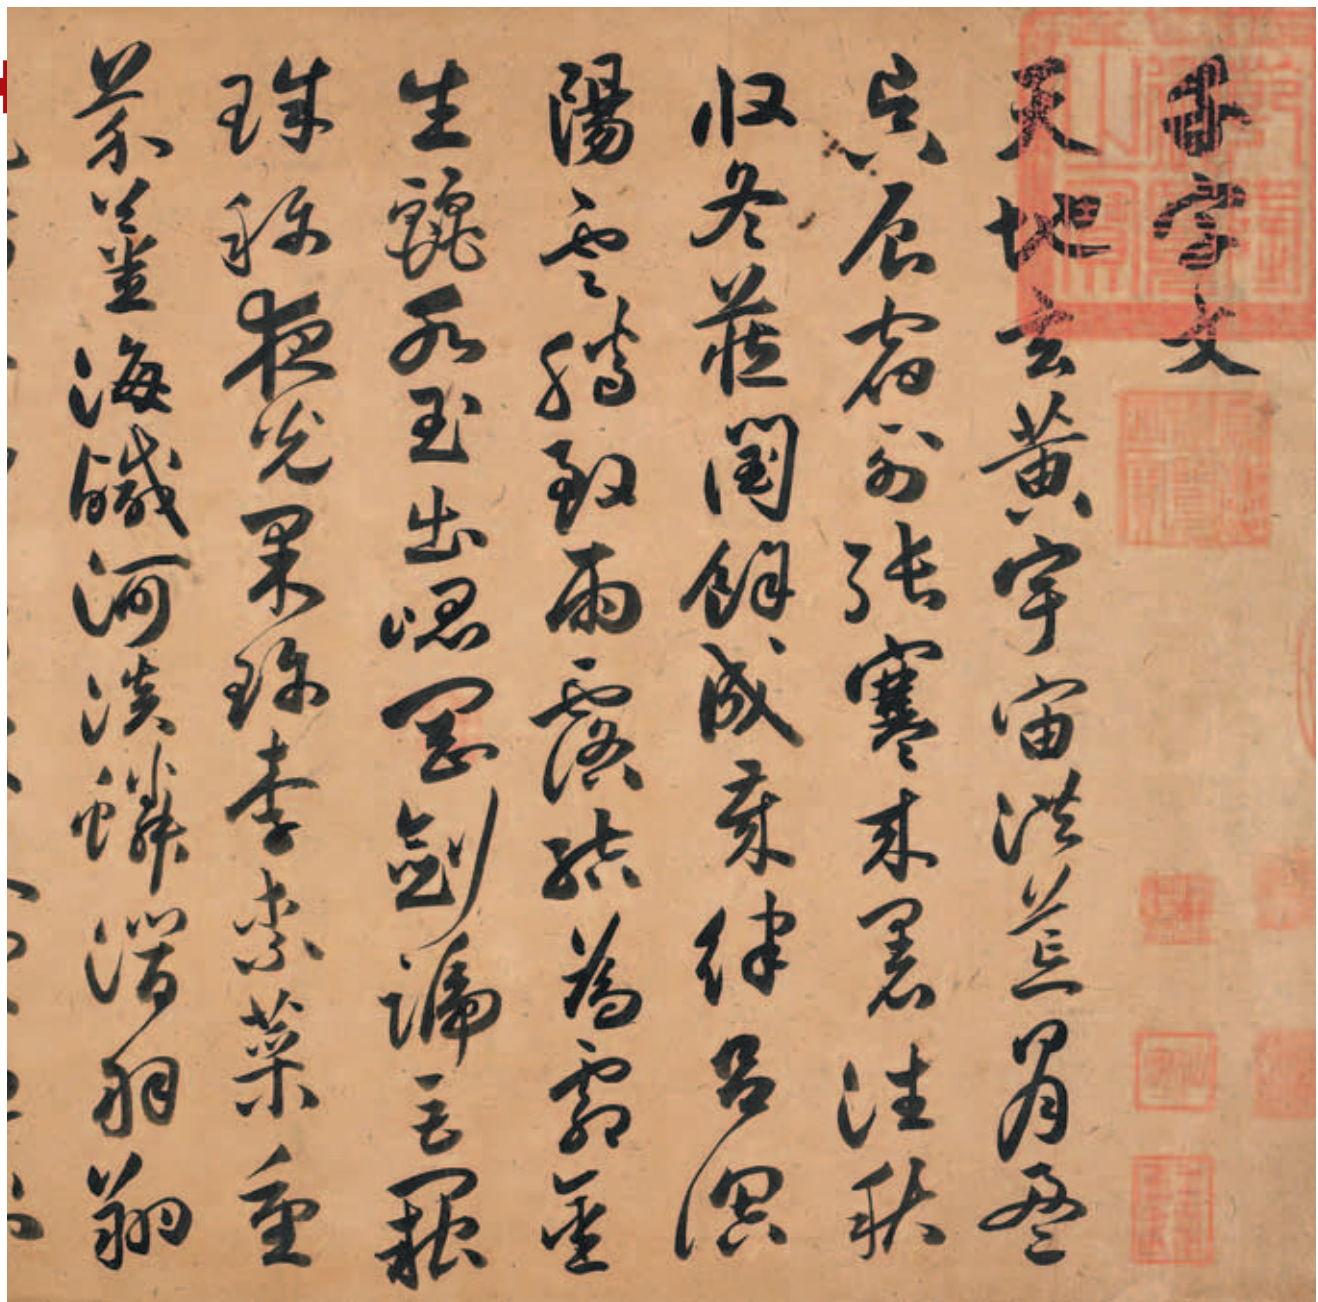 千字文
天地玄黃宇宙洪荒日月盈
昃辰宿列張寒來暑往秋
收冬藏閏餘成歲律呂調
陽雲騰致雨露結為霜金
生麗水玉出崐岡劍號巨闕
珠稱夜光果珍李柰菜重
芥薑海鹹河淡鱗潛羽翔